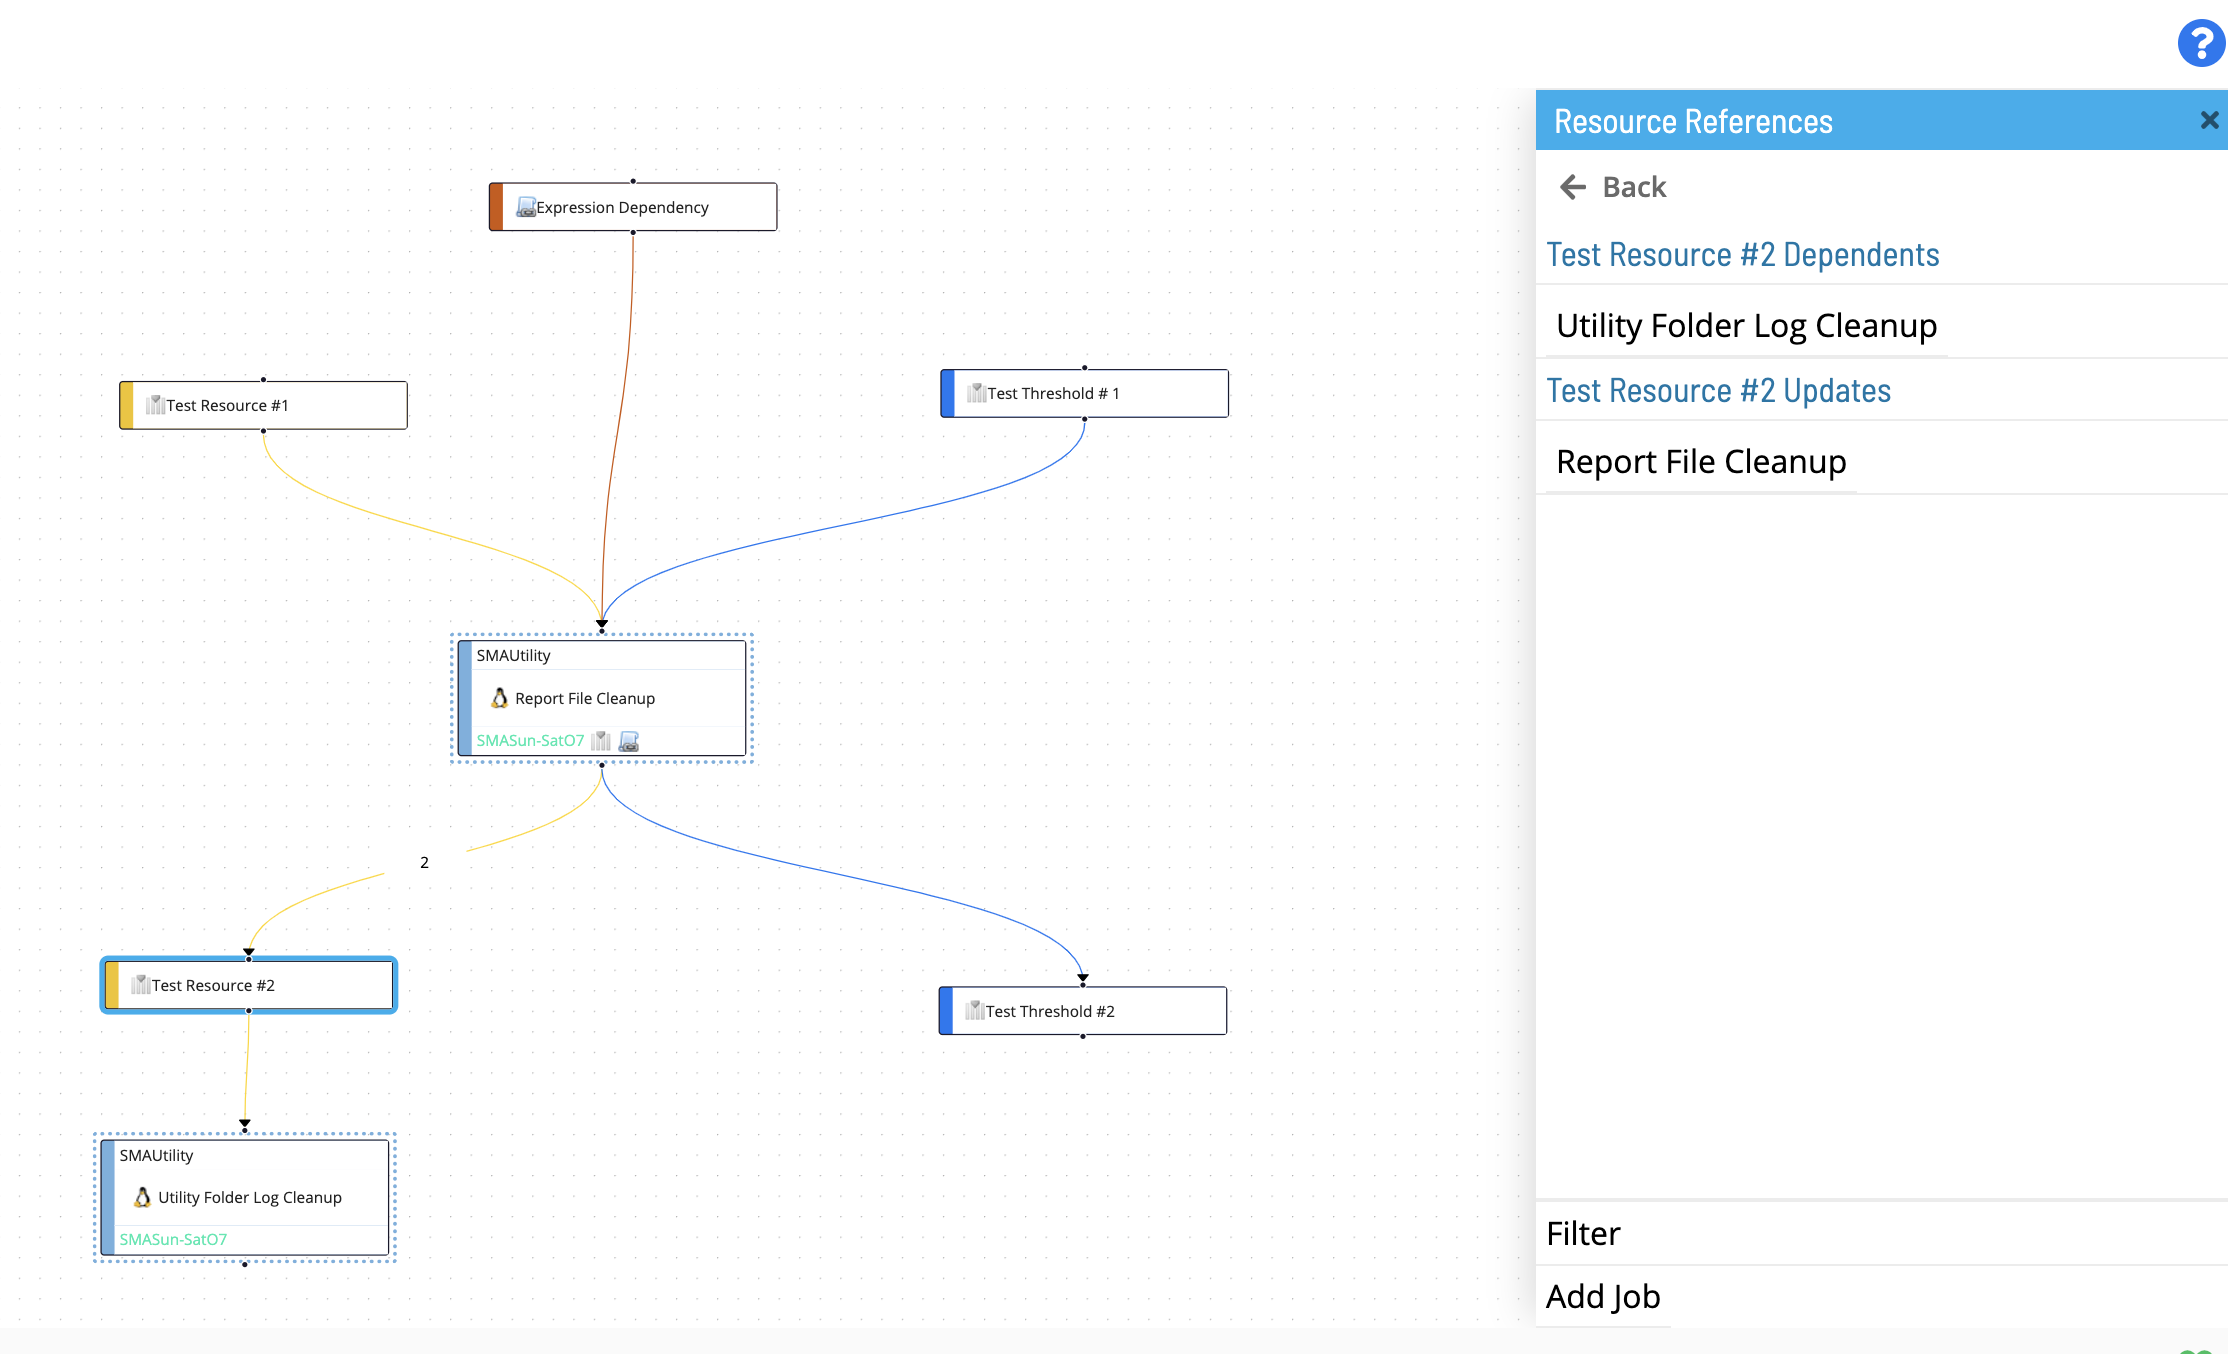 ?
Expression Dependency
Test Resource #1
Test Threshold # 1
SMAUtility
Report File Cleanup
SMASun-SatO7
2
Test Resource #2
Test Threshold #2
SMAUtility
Utility Folder Log Cleanup
SMASun-SatO7
Resource References
Back
Test Resource #2 Dependents
Utility Folder Log Cleanup
Test Resource #2 Updates
Report File Cleanup
Filter
Add Job